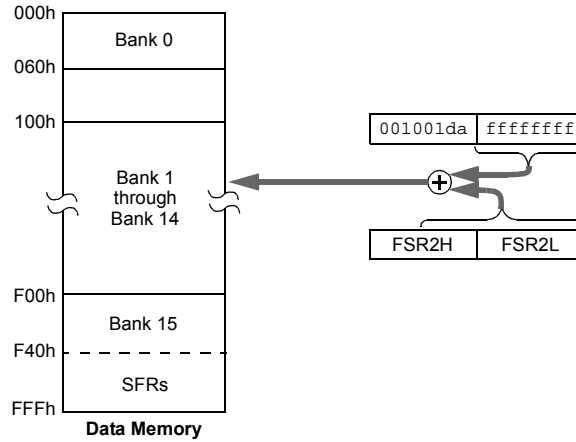 000h
Bank 0
060h
100h
001001da ffffffff
Bank 1
through
Bank 14
FSR2H FSR2L
F00h
Bank 15
F40h
SFRs
FFFh
Data Memory